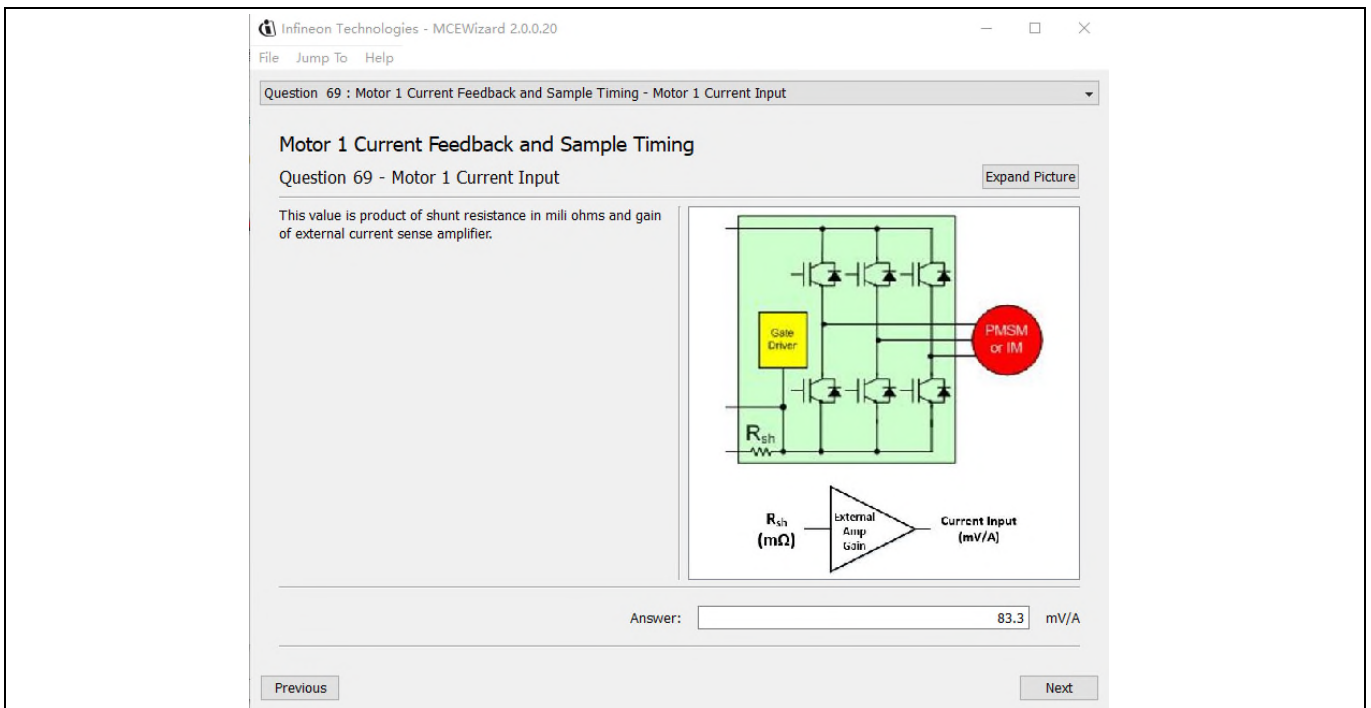 Infineon Technologies - MCEWizard 2.0.0.20
File Jump To Help
Question 69 : Motor 1 Current Feedback and Sample Timing - Motor 1 Current Input
Motor 1 Current Feedback and Sample Timing
Question 69 - Motor 1 Current Input
Expand Picture
This value is product of shunt resistance in mili ohms and gain
of external current sense amplifier.
Gate
Driver
PMSM
or IM
Rsh
Rsh
(mΩ)
External
Amp
Gain
Current Input
(mV/A)
Answer:
83.3 mV/A
Previous
Next